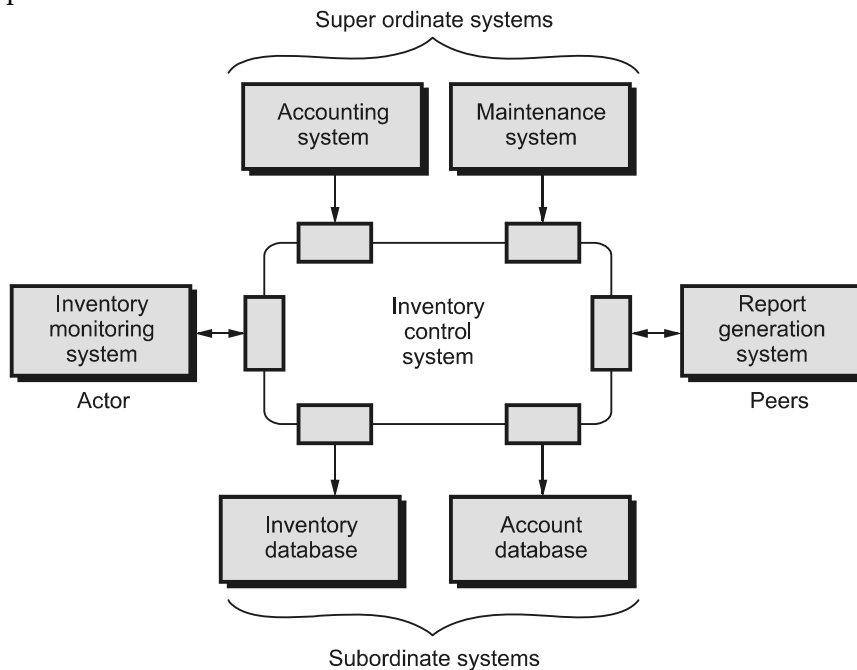 Super ordinate systems
Accounting
system
Maintenance
system
Inventory
monitoring
system
Actor
Inventory
control
system
Report
generation
system
Peers
Inventory
database
Account
database
Subordinate systems